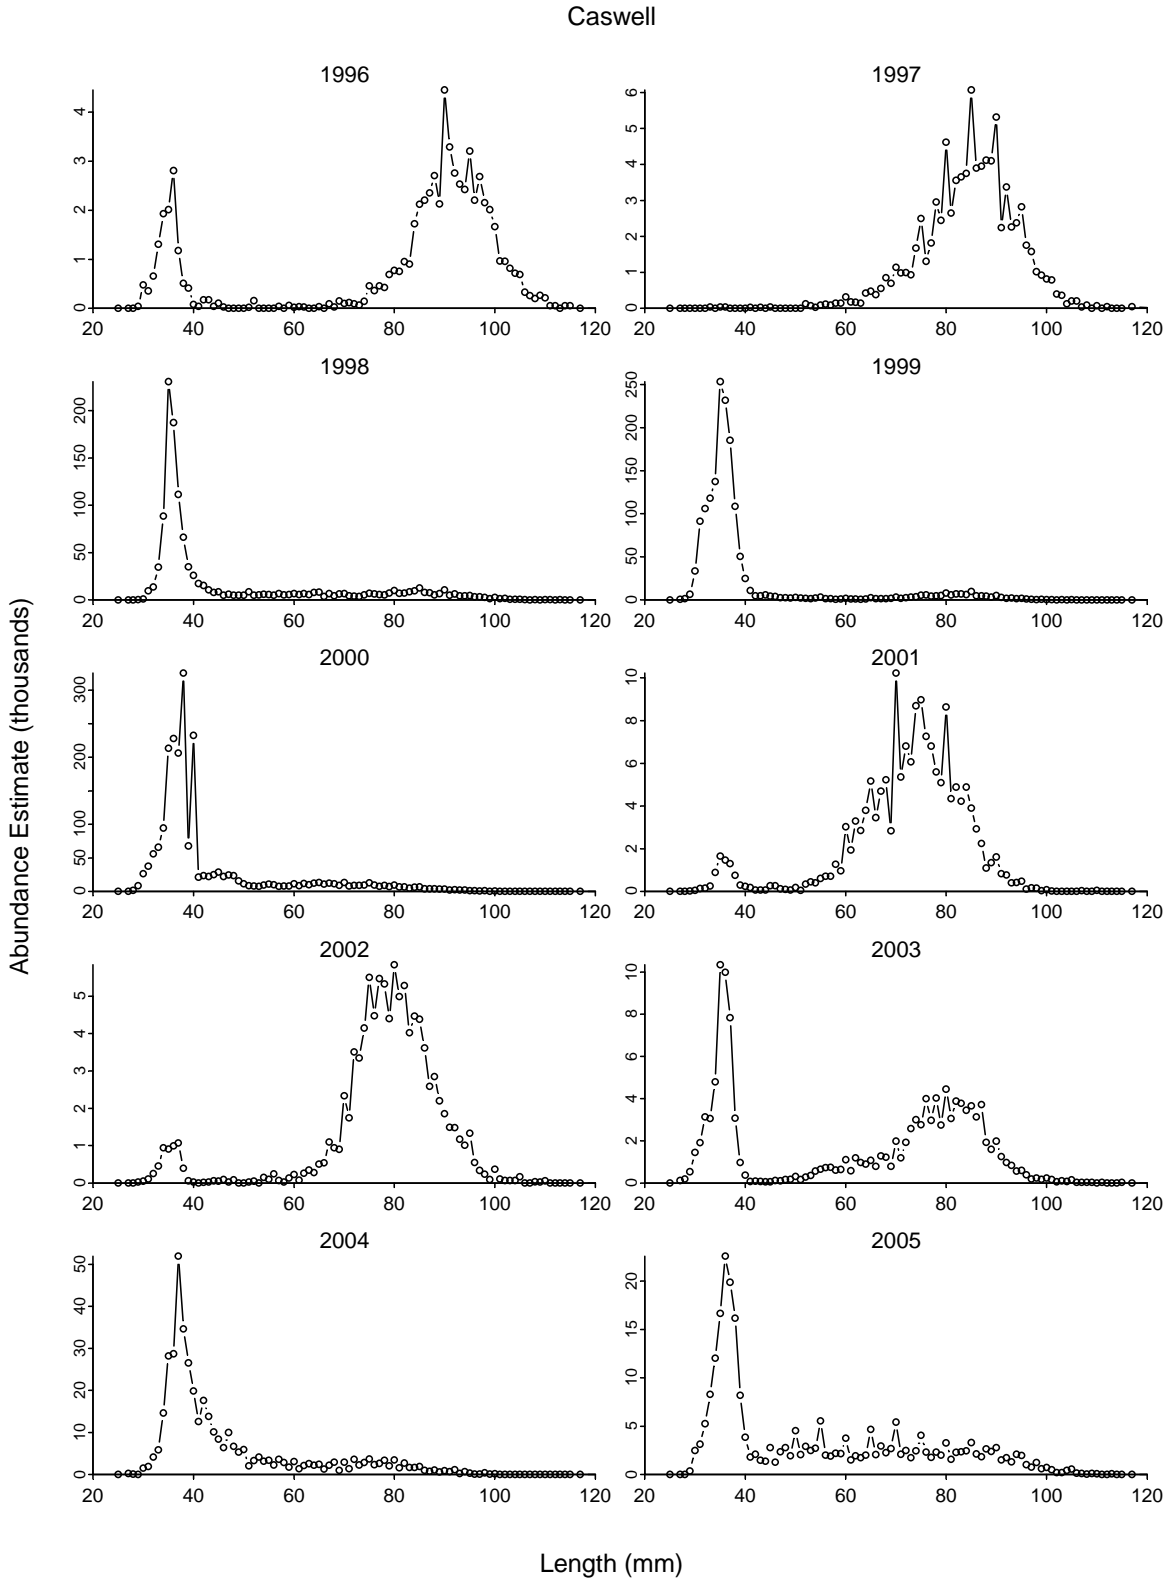 Caswell
Abundance Estimate (thousands)
1996
0 1 2 3 4
20 40 60 80 100 120
1997
0 1 2 3 4 5 6
20 40 60 80 100 120
1998
0 50 100 150 200
20 40 60 80 100 120
1999
0 50 100 150 200 250
20 40 60 80 100 120
2000
0 50 100 200 300
20 40 60 80 100 120
2001
0 2 4 6 8 10
20 40 60 80 100 120
2002
0 1 2 3 4 5
20 40 60 80 100 120
2003
0 2 4 6 8 10
20 40 60 80 100 120
2004
0 10 20 30 40 50
20 40 60 80 100 120
2005
0 5 10 15 20
20 40 60 80 100 120
Length (mm)